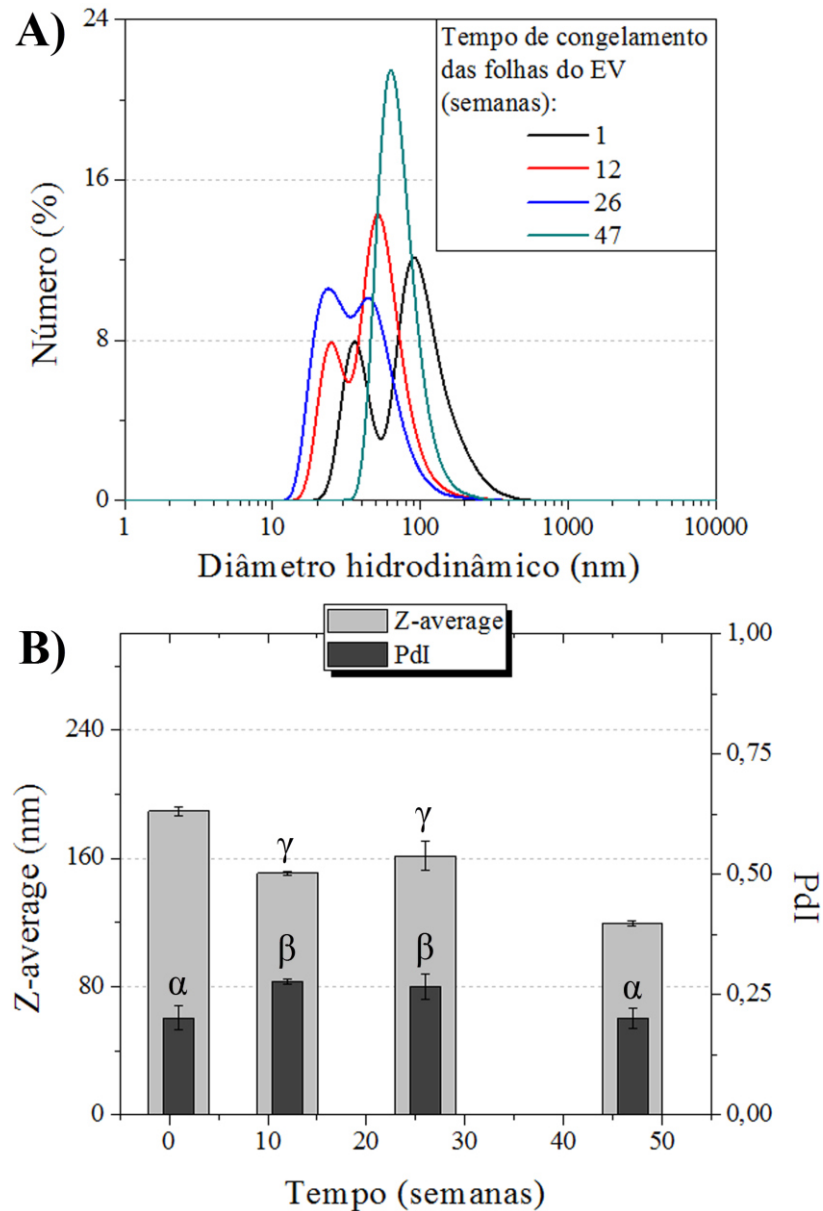 A)
Número (%)
24
16
8
0
Tempo de congelamento
das folhas do EV
(semanas):
1
12
26
47
1
10
100
1000
10000
Diâmetro hidrodinâmico (nm)
B)
Z-average
PdI
Z-average (nm)
240
160
80
0
α
γ
β
γ
β
α
1,00
0,75
0,50
0,25
0,00
PdI
0
10
20
30
40
50
Tempo (semanas)